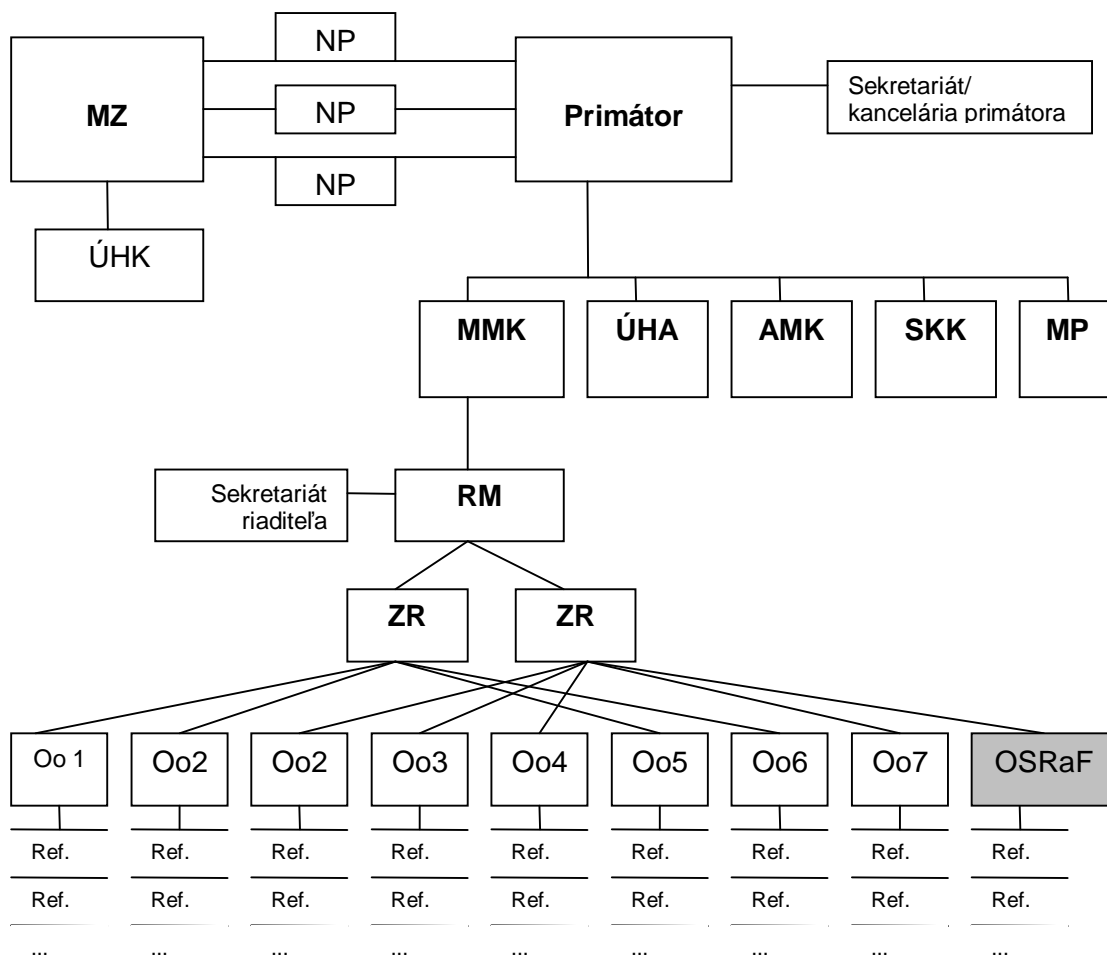 NP
MZ
NP
Primátor
Sekretariát/
kancelária primátora
NP
ÚHK
MMK
ÚHA
AMK
SKK
MP
Sekretariát
riaditeľa
RM
ZR
ZR
Oo 1
Oo2
Oo2
Oo3
Oo4
Oo5
Oo6
Oo7
OSRaF
Ref. Ref. Ref. Ref. Ref. Ref. Ref. Ref. Ref.
Ref. Ref. Ref. Ref. Ref. Ref. Ref. Ref. Ref.
... ... ... ... ... ... ... ... ...